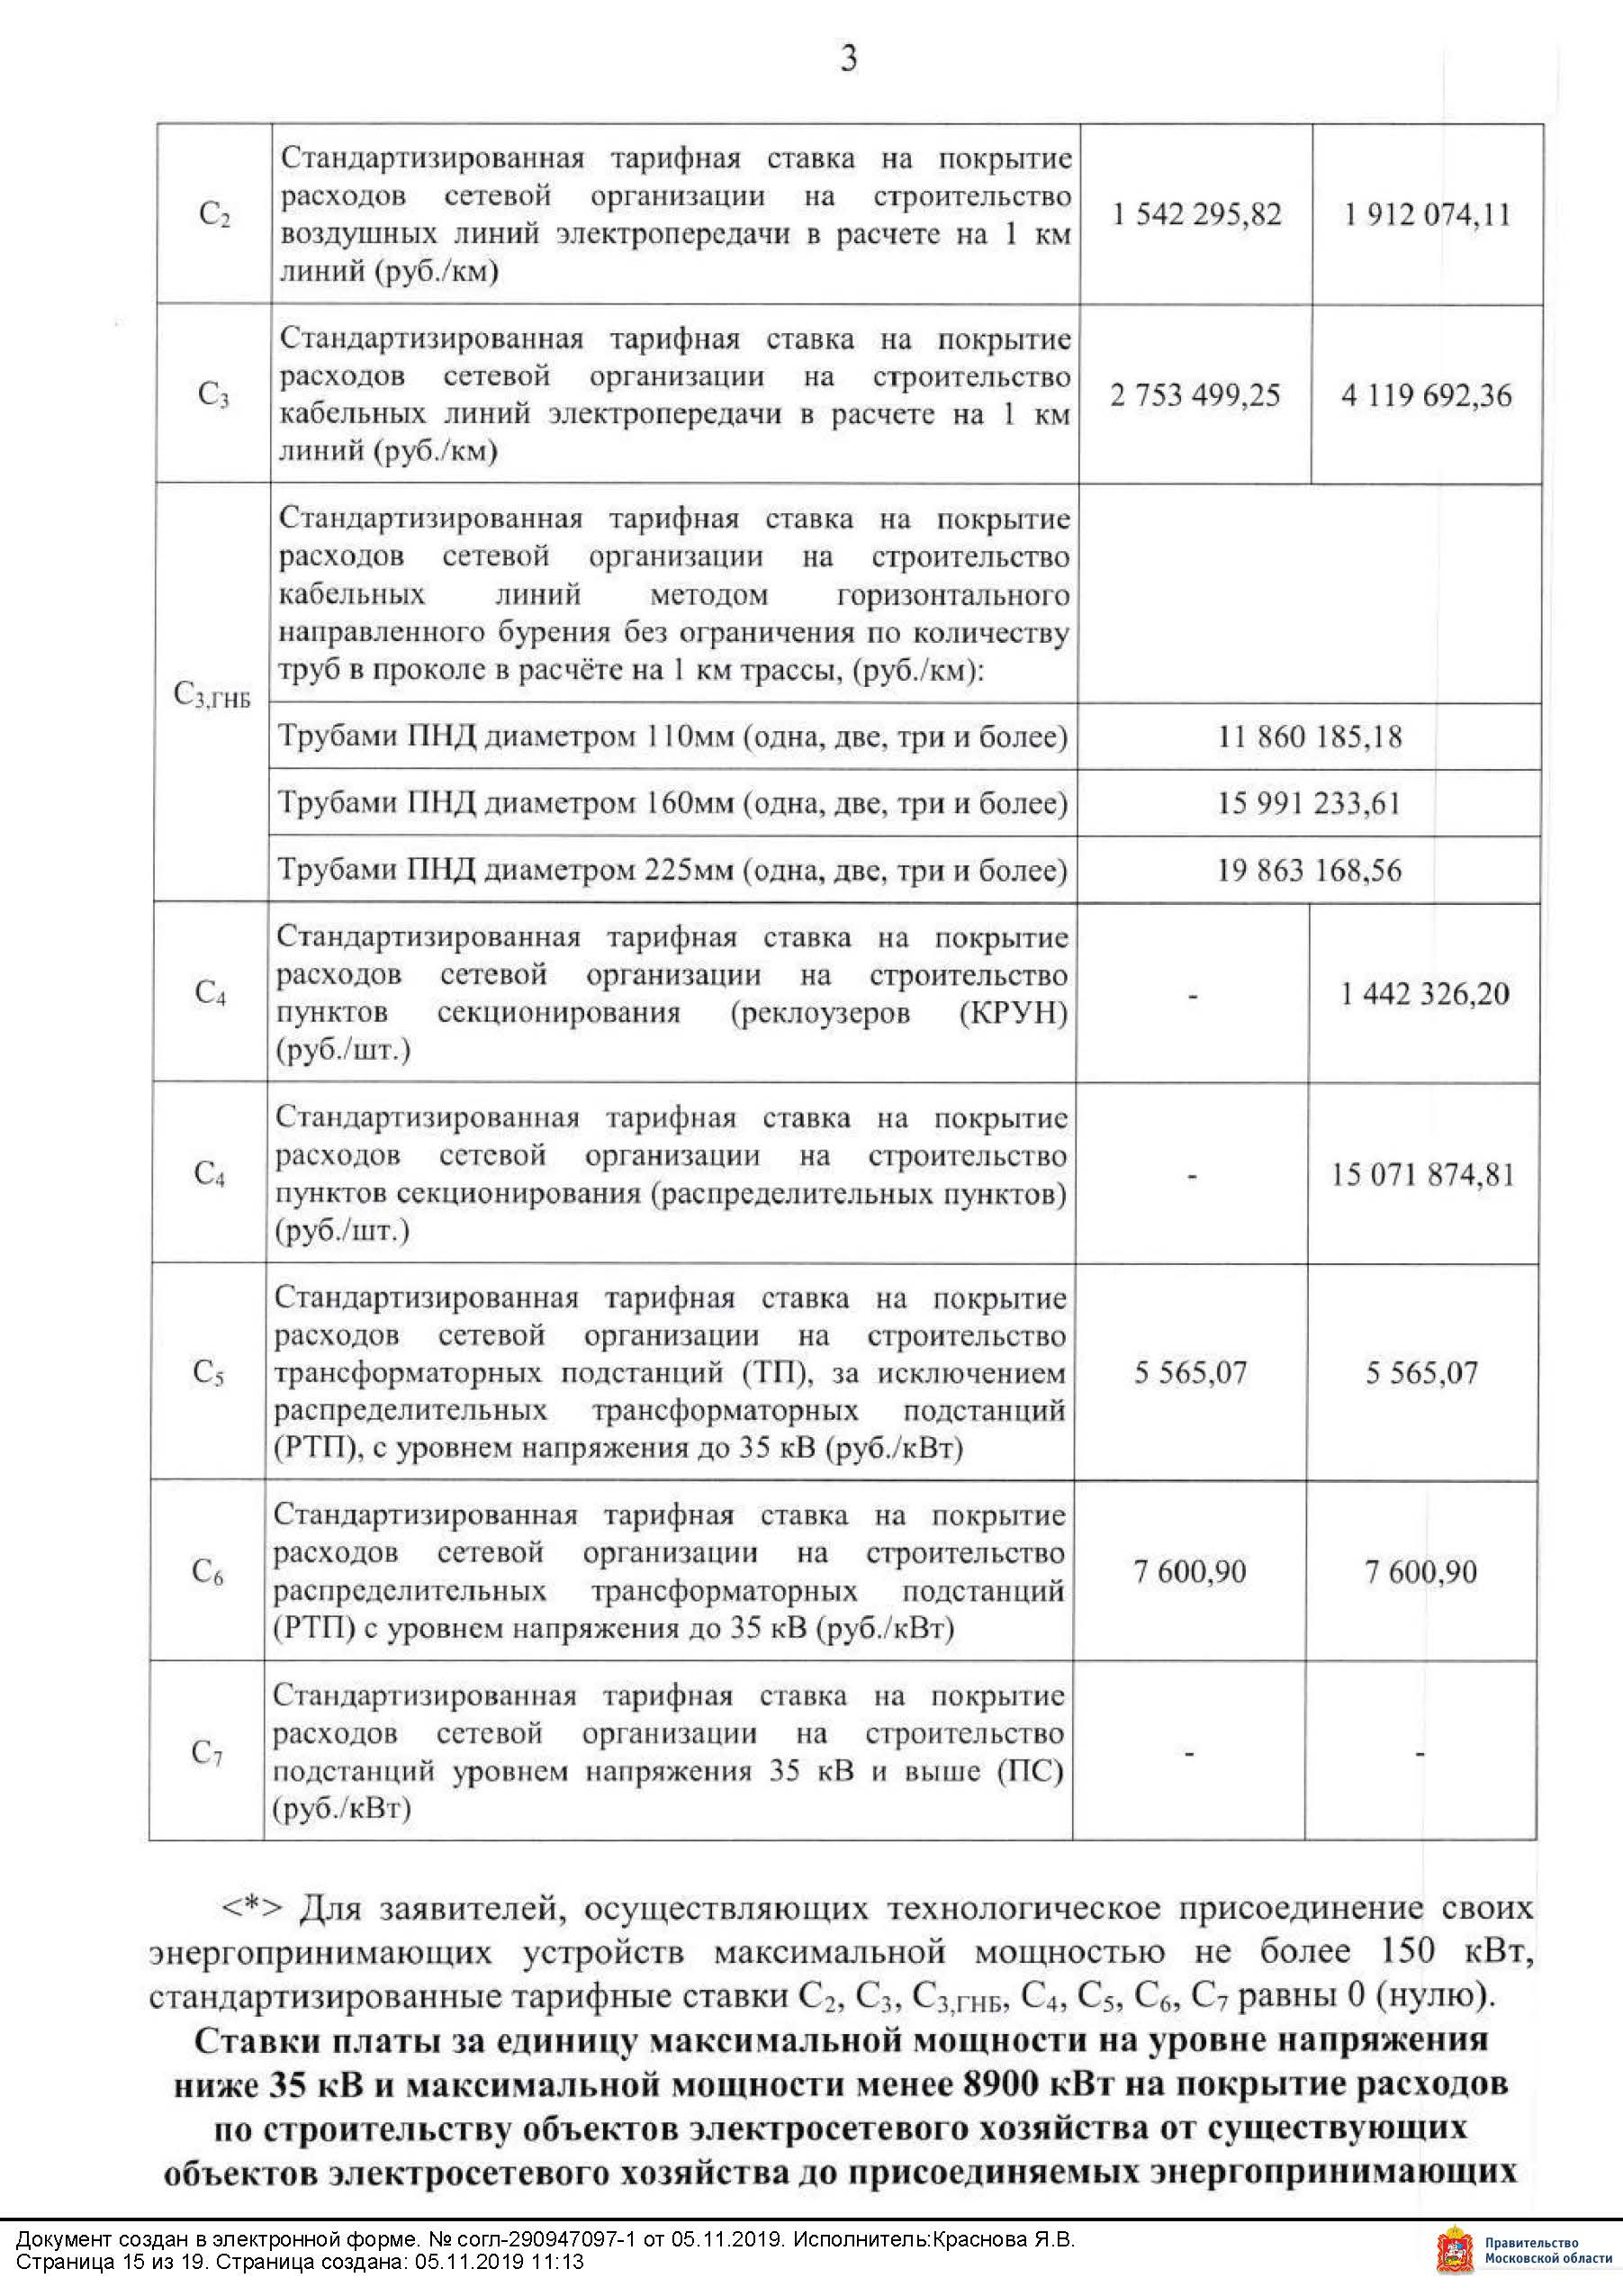 3
С2
Стандартизированная тарифная ставка на покрытие
расходов сетевой организации на строительство
воздушных линий электропередачи в расчете на 1 км
линий (руб./км)
1 542 295,82
1 912 074,11
С3
Стандартизированная тарифная ставка на покрытие
расходов сетевой организации на строительство
кабельных линий электропередачи в расчете на 1 км
линий (руб./км)
2 753 499,25
4 119 692,36
С3,ГНБ
Стандартизированная тарифная ставка на покрытие
расходов сетевой организации на строительство
кабельных линий методом горизонтального
направленного бурения без ограничения по количеству
труб в проколе в расчёте на 1 км трассы, (руб./км):
Трубами ПНД диаметром 110мм (одна, две, три и более)
11 860 185,18
Трубами ПНД диаметром 160мм (одна, две, три и более)
15 991 233,61
Трубами ПНД диаметром 225мм (одна, две, три и более)
19 863 168,56
С4
Стандартизированная тарифная ставка на покрытие
расходов сетевой организации на строительство
пунктов секционирования (реклоузеров (КРУН)
(руб./шт.)
-
1 442 326,20
С4
Стандартизированная тарифная ставка на покрытие
расходов сетевой организации на строительство
пунктов секционирования (распределительных пунктов)
(руб./шт.)
-
15 071 874,81
С5
Стандартизированная тарифная ставка на покрытие
расходов сетевой организации на строительство
трансформаторных подстанций (ТП), за исключением
распределительных трансформаторных подстанций
(РТП), с уровнем напряжения до 35 кВ (руб./кВт)
5 565,07
5 565,07
С6
Стандартизированная тарифная ставка на покрытие
расходов сетевой организации на строительство
распределительных трансформаторных подстанций
(РТП) с уровнем напряжения до 35 кВ (руб./кВт)
7 600,90
7 600,90
С7
Стандартизированная тарифная ставка на покрытие
расходов сетевой организации на строительство
подстанций уровнем напряжения 35 кВ и выше (ПС)
(руб./кВт)
-
-
<*> Для заявителей, осуществляющих технологическое присоединение своих
энергопринимающих устройств максимальной мощностью не более 150 кВт,
стандартизированные тарифные ставки С2, С3, С3,ГНБ, С4, С5, С6, С7 равны 0 (нулю).
Ставки платы за единицу максимальной мощности на уровне напряжения
ниже 35 кВ и максимальной мощности менее 8900 кВт на покрытие расходов
по строительству объектов электросетевого хозяйства от существующих
объектов электросетевого хозяйства до присоединяемых энергопринимающих
Документ создан в электронной форме. № согл-290947097-1 от 05.11.2019. Исполнитель:Краснова Я.В.
Страница 15 из 19. Страница создана: 05.11.2019 11:13
Правительство
Московской области